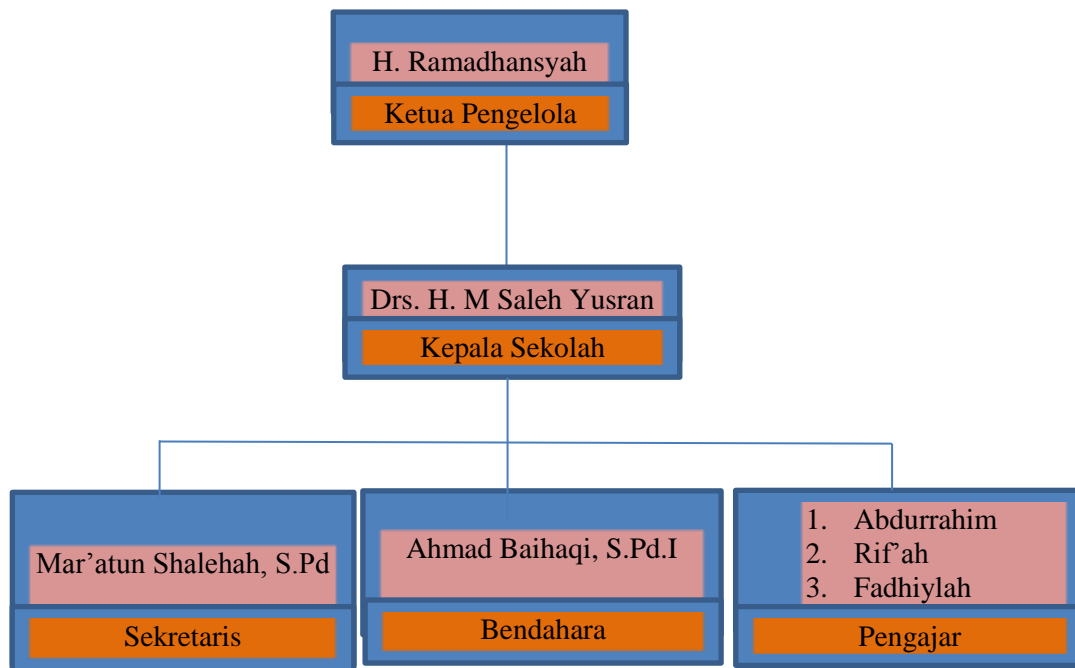 H. Ramadhansyah
Ketua Pengelola
Drs. H. M Saleh Yusran
Kepala Sekolah
Mar’atun Shalehah, S.Pd
Sekretaris
Ahmad Baihaqi, S.Pd.I
Bendahara
1. Abdurrahim
2. Rif’ah
3. Fadhiylah
Pengajar